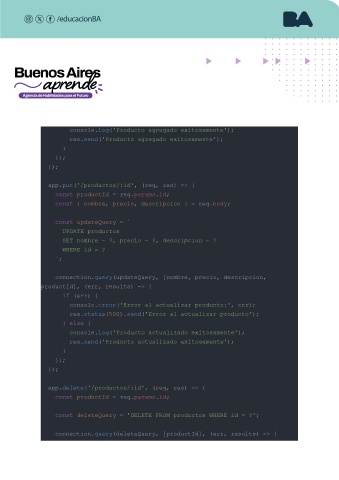 /educacionBA
BA
Buenos Aires
aprende
Agencia de Habilidades para el Futuro
console.log('Producto agregado exitosamente');
res.send('Producto agregado exitosamente');
}
});
});
app.put('/productos/:id', (req, res) => {
const productId = req.params.id;
const { nombre, precio, descripcion } = req.body;
const updateQuery = `
UPDATE productos
SET nombre = ?, precio = ?, descripcion = ?
WHERE id = ?
`;
connection.query(updateQuery, [nombre, precio, descripcion,
productId], (err, results) => {
if (err) {
console.error('Error al actualizar producto:', err);
res.status(500).send('Error al actualizar producto');
} else {
console.log('Producto actualizado exitosamente');
res.send('Producto actualizado exitosamente');
}
});
});
app.delete('/productos/:id', (req, res) => {
const productId = req.params.id;
const deleteQuery = 'DELETE FROM productos WHERE id = ?';
connection.query(deleteQuery, [productId], (err, results) => {